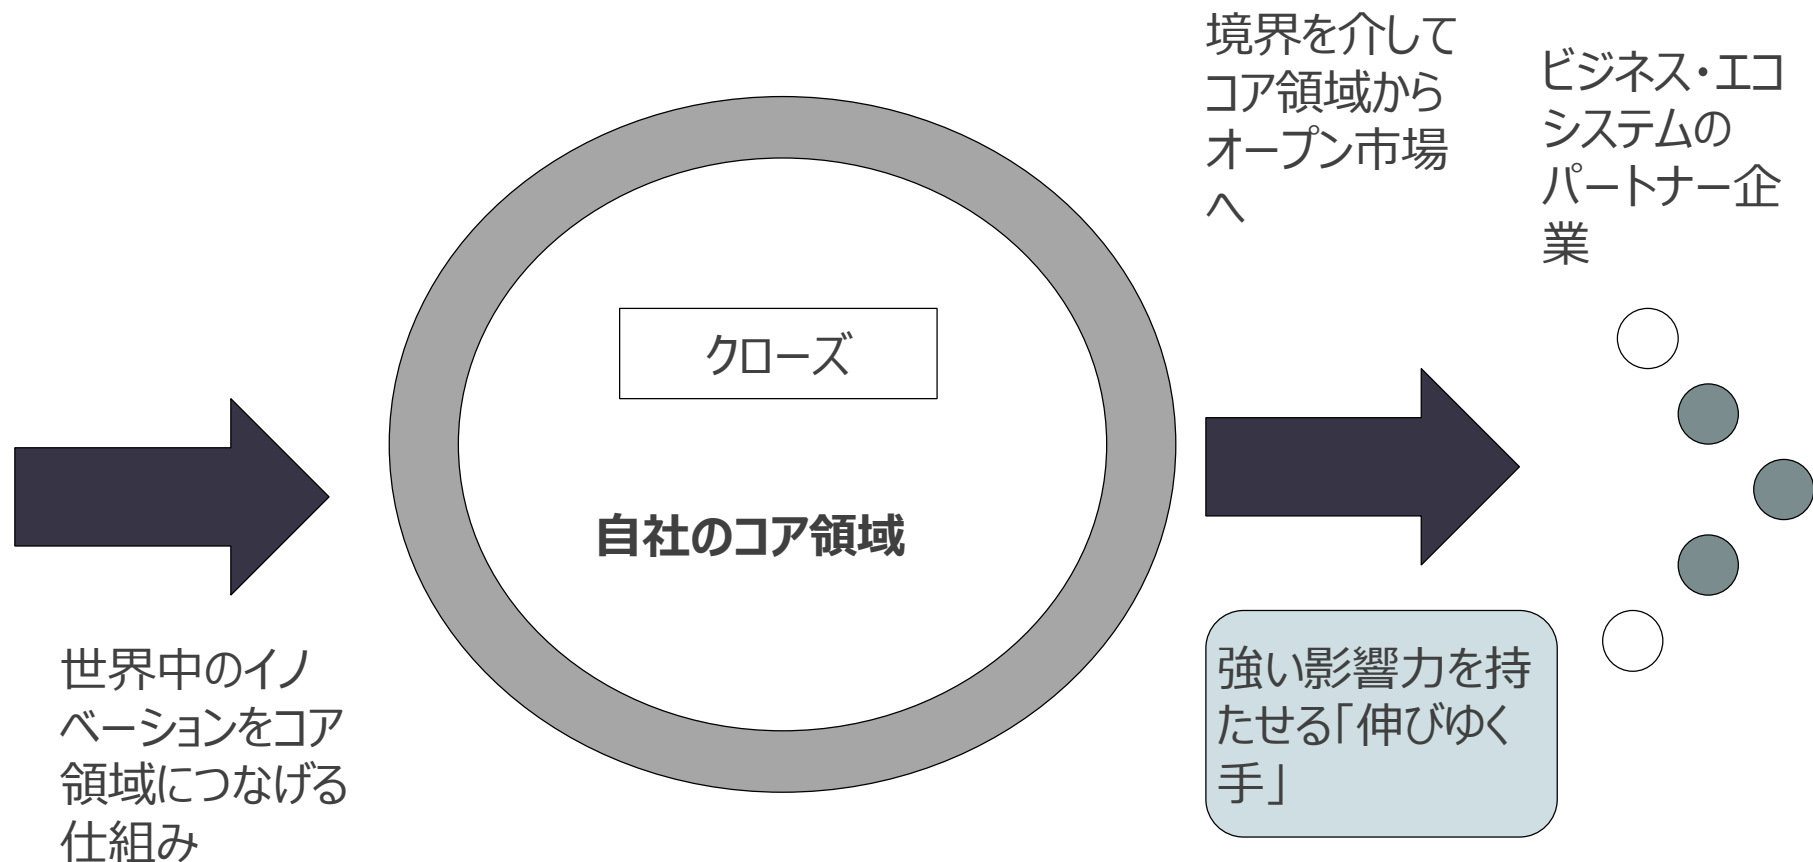 境界を介して
コア領域から
オープン市場
へ
ビジネス・エコ
システムの
パートナー企
業
クローズ
自社のコア領域
世界中のイノ
ベーションをコア
領域につなげる
仕組み
強い影響力を持
たせる「伸びゆく
手」